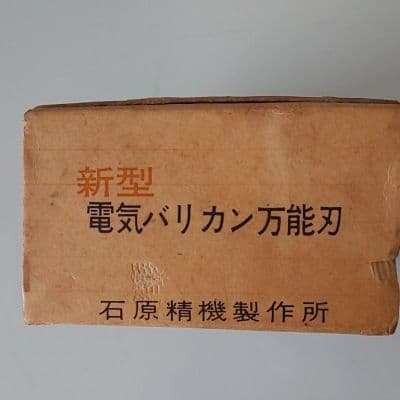 新型
電気バリカン万能刃
石原精機製作所